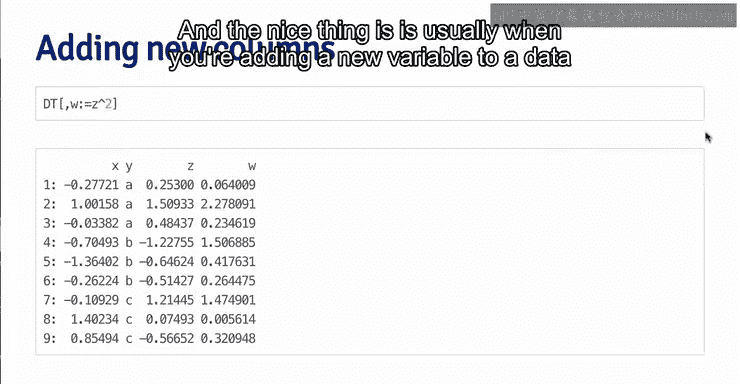 And the nice thing is is usually when
Adding new columns
you're adding a new variable to a data
DT[,w:=z^2]
x y z w
1: -0.27721 a 0.25300 0.064009
2: 1.00158 a 1.50933 2.278091
3: -0.03382 a 0.48437 0.234619
4: -0.70493 b -1.22755 1.506885
5: -1.36402 b -0.64624 0.417631
6: -0.26224 b -0.51427 0.264475
7: -0.10929 c 1.21445 1.474901
8: 1.40234 c 0.07493 0.005614
9: 0.85494 c -0.56652 0.320948